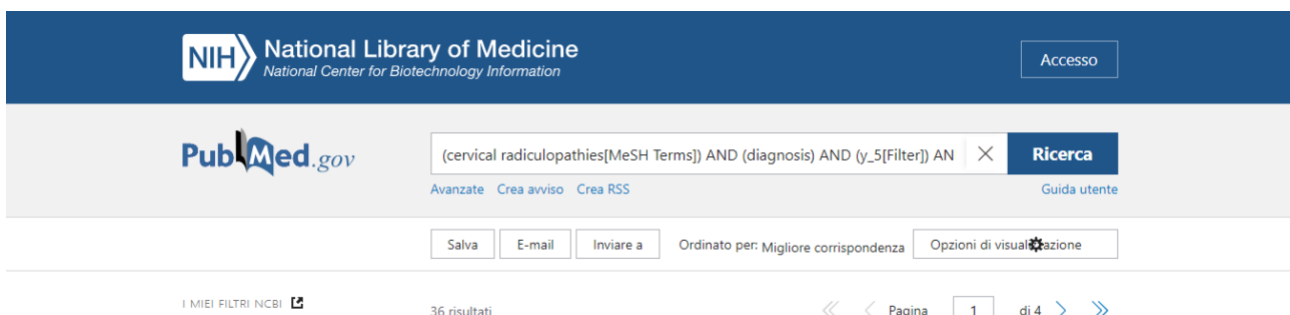 NIH National Library of Medicine
National Center for Biotechnology Information
Accesso
PubMed.gov
(cervical radiculopathies[MeSH Terms]) AND (diagnosis) AND (y_5[Filter]) AN
Ricerca
Avanzate Crea avviso Crea RSS Guida utente
Salva E-mail Inviare a Ordinato per: Migliore corrispondenza Opzioni di visualizzazione
I MIEI FILTRI NCBI 36 risultati Pagina 1 di 4